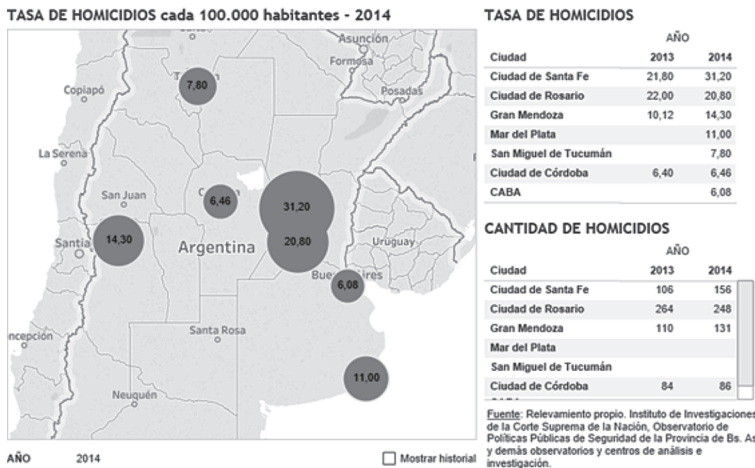 TASA DE HOMICIDIOS cada 100.000 habitantes - 2014
Asunción
Formosa
Copiapó
7,80
Posadas
La Serena
San Juan
6,46
31,20
14,30
20,80
Argentina
Uruguay
6,08
Santa Rosa
11,00
Neuquén
AÑO 2014
Mostrar historial
TASA DE HOMICIDIOS
AÑO
Ciudad 2013 2014
Ciudad de Santa Fe 21,80 31,20
Ciudad de Rosario 22,00 20,80
Gran Mendoza 10,12 14,30
Mar del Plata 11,00
San Miguel de Tucumán 7,80
Ciudad de Córdoba 6,40 6,46
CABA 6,08
CANTIDAD DE HOMICIDIOS
AÑO
Ciudad 2013 2014
Ciudad de Santa Fe 106 156
Ciudad de Rosario 264 248
Gran Mendoza 110 131
Mar del Plata
San Miguel de Tucumán
Ciudad de Córdoba 84 86
Fuente: Relevamiento propio. Instituto de Investigaciones
de la Corte Suprema de la Nación, Observatorio de
Políticas Públicas de Seguridad de la Provincia de Bs. As
y demás observatorios y centros de análisis e
investigación.